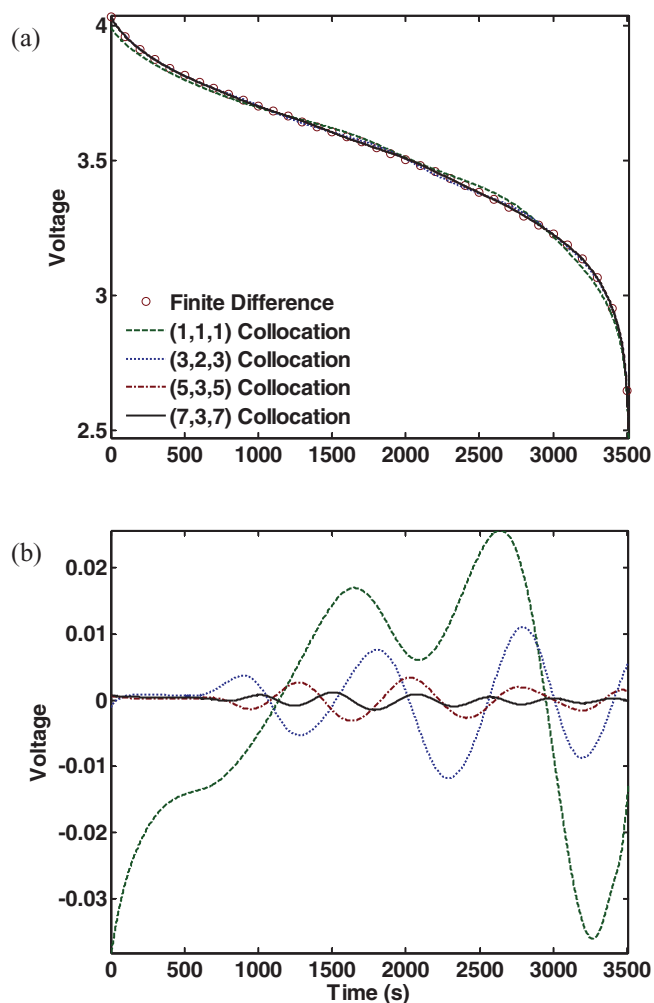 (a)
4
3.5
3
2.5
Voltage
Finite Difference
(1,1,1) Collocation
(3,2,3) Collocation
(5,3,5) Collocation
(7,3,7) Collocation
0 500 1000 1500 2000 2500 3000 3500
(b)
0.02
0.01
0
-0.01
-0.02
-0.03
Voltage
0 500 1000 1500 2000 2500 3000 3500
Time (s)